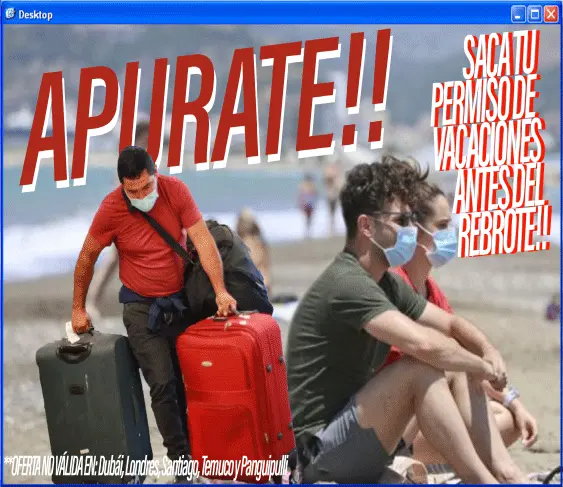 Desktop
APURATE!!
SACA TU
PERMISO DE
VACACIONES
ANTES DEL
REBROTE!!
**OFERTA NO VÁLIDA EN: Dubái, Londres, Santiago, Temuco y Panguipulli